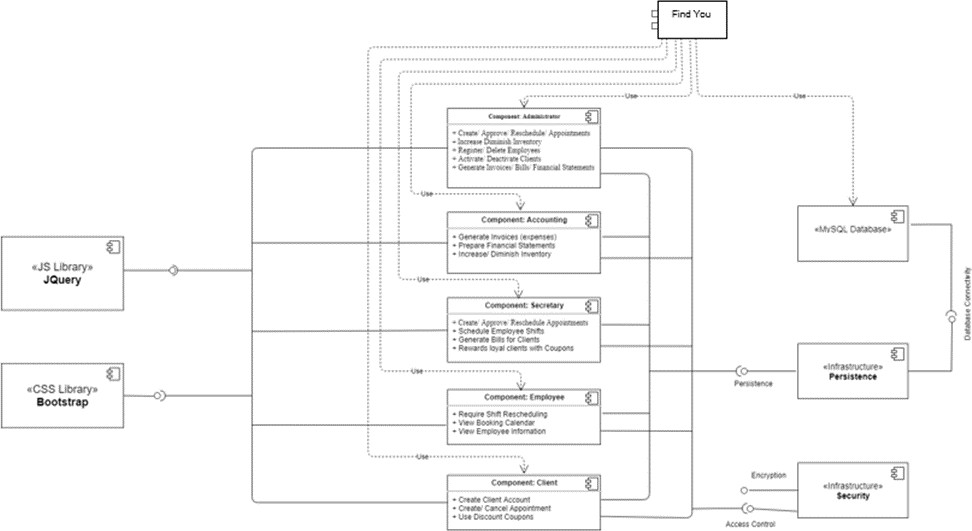 Find You
Use
Use
Component: Administrator
+ Create/ Approve/ Reschedule/ Appointments
+ Increase Diminish Inventory
+ Register/ Delete Employees
+ Activate/ Deactivate Clients
+ Generate Invoices/ Bills/ Financial Statements
Use
Component: Accounting
+ Generate Invoices (expenses)
+ Prepare Financial Statements
+ Increase/ Diminish Inventory
«MySQL Database»
«JS Library»
JQuery
Use
Component: Secretary
+ Create/ Approve/ Reschedule Appointments
+ Schedule Employee Shifts
+ Generate Bills for Clients
+ Rewards loyal clients with Coupons
Database Connectivity
«CSS Library»
Bootstrap
Use
Component: Employee
+ Require Shift Rescheduling
+ View Booking Calendar
+ View Employee Information
Persistence
«Infrastructure»
Persistence
Use
Component: Client
+ Create Client Account
+ Create/ Cancel Appointment
+ Use Discount Coupons
Encryption
Access Control
«Infrastructure»
Security